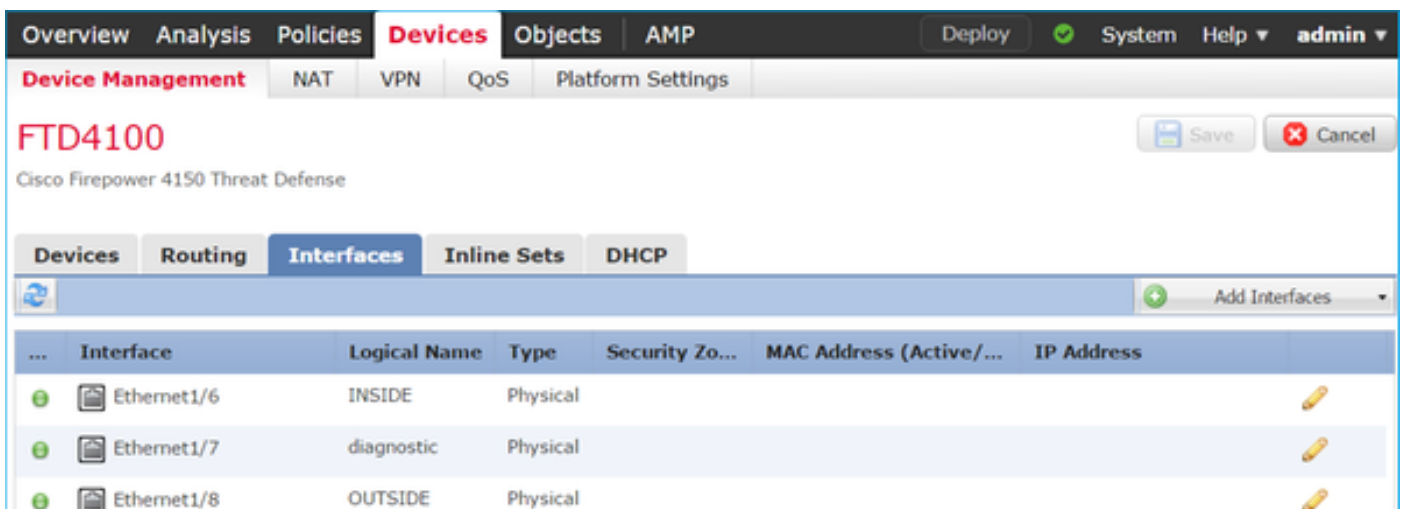 Overview Analysis Policies Devices Objects AMP Deploy System Help admin
Device Management NAT VPN QoS Platform Settings
FTD4100 Save Cancel
Cisco Firepower 4150 Threat Defense
Devices Routing Interfaces Inline Sets DHCP
Add Interfaces
... Interface Logical Name Type Security Zo... MAC Address (Active/... IP Address
Ethernet1/6 INSIDE Physical
Ethernet1/7 diagnostic Physical
Ethernet1/8 OUTSIDE Physical